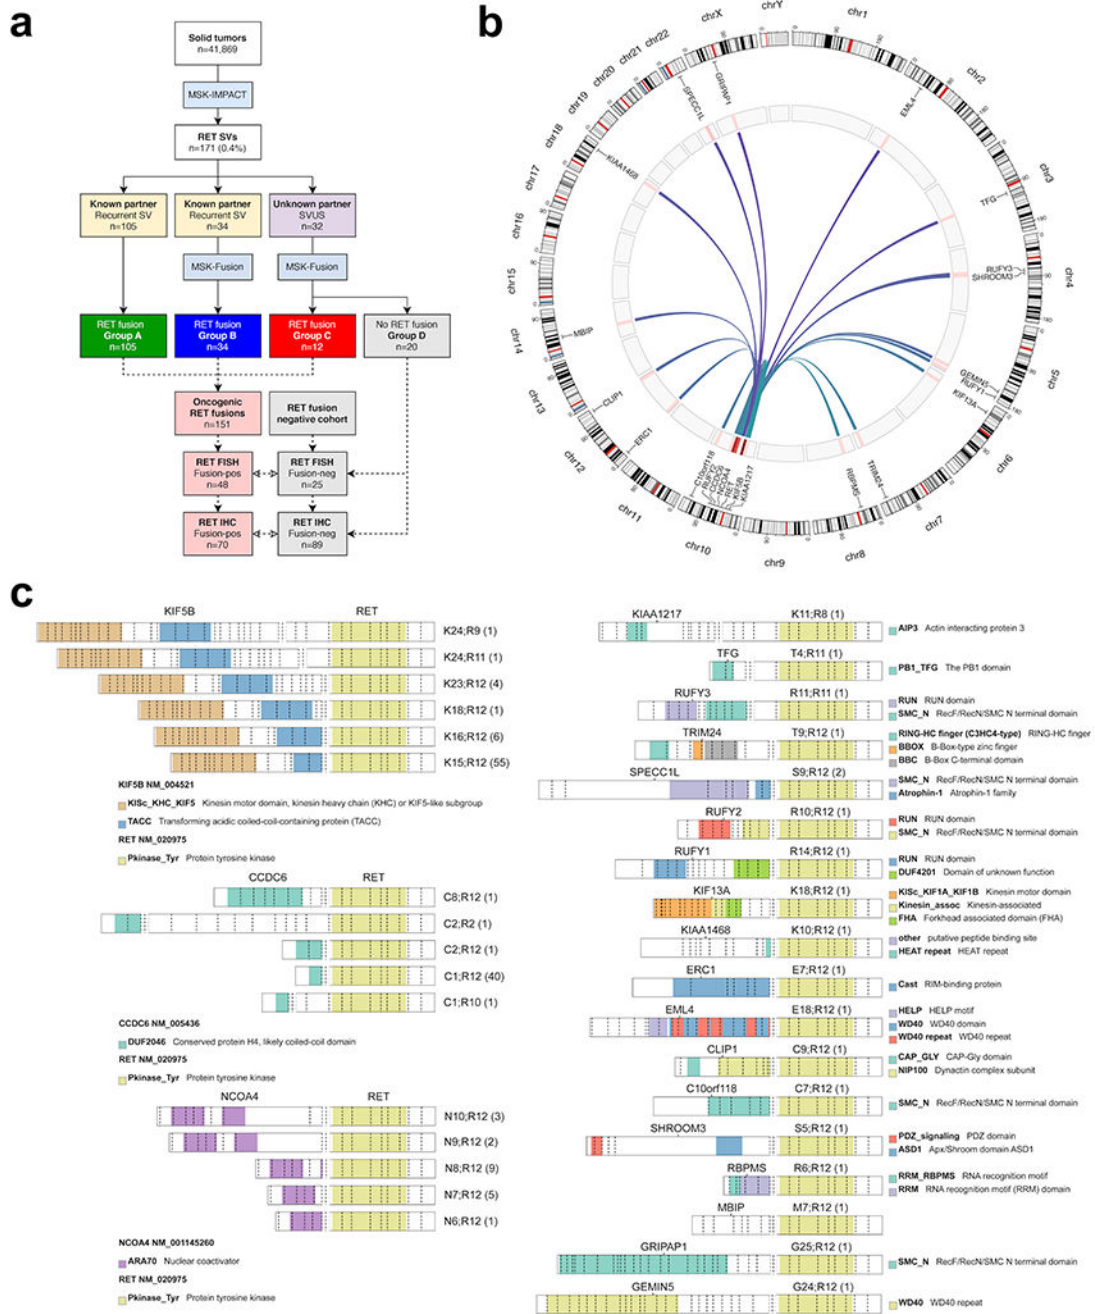 a
Solid tumors
n=41,869
MSK-IMPACT
RET SVs
n=171 (0.4%)
Known partner
Recurrent SV
n=105
Known partner
Recurrent SV
n=34
Unknown partner
SVUS
n=32
MSK-Fusion
MSK-Fusion
RET fusion
Group A
n=105
RET fusion
Group B
n=34
RET fusion
Group C
n=12
No RET fusion
Group D
n=20
Oncogenic
RET fusions
n=151
RET fusion
negative cohort
RET FISH
Fusion-pos
n=48
RET FISH
Fusion-neg
n=25
RET IHC
Fusion-pos
n=70
RET IHC
Fusion-neg
n=89
b
chr1
chr2
chr3
chr4
chr5
chr6
chr7
chr8
chr9
chr10
chr11
chr12
chr13
chr14
chr15
chr16
chr17
chr18
chr19
chr20
chr21
chr22
chrX
chrY
EML4
TFG
RUFY3
SHROOM3
GEMIN5
RUFY1
KIF13A
TRIM24
RBPMS
KIAA1217
KIF5B
RET
NCOA4
CCDC6
RUFY2
C10orf118
ERC1
CLIP1
MBIP
KIAA1468
SPECC1L
GRIPAP1
c
KIF5B RET
K24;R9 (1)
K24;R11 (1)
K23;R12 (4)
K18;R12 (1)
K16;R12 (6)
K15;R12 (55)
KIF5B NM_004521
KISc_KHC_KIF5 Kinesin motor domain, kinesin heavy chain (KHC) or KIF5-like subgroup
TACC Transforming acidic coiled-coil-containing protein (TACC)
RET NM_020975
Pkinase_Tyr Protein tyrosine kinase
CCDC6 RET
C8;R12 (1)
C2;R2 (1)
C2;R12 (1)
C1;R12 (40)
C1;R10 (1)
CCDC6 NM_005436
DUF2046 Conserved protein H4, likely coiled-coil domain
RET NM_020975
Pkinase_Tyr Protein tyrosine kinase
NCOA4 RET
N10;R12 (3)
N9;R12 (2)
N8;R12 (9)
N7;R12 (5)
N6;R12 (1)
NCOA4 NM_001145260
ARA70 Nuclear coactivator
RET NM_020975
Pkinase_Tyr Protein tyrosine kinase
KIAA1217 K11;R8 (1)
AIP3 Actin interacting protein 3
TFG T4;R11 (1)
PB1_TFG The PB1 domain
RUFY3 R11;R11 (1)
RUN RUN domain
SMC_N RecF/RecN/SMC N terminal domain
TRIM24 T9;R12 (1)
RING-HC finger (C3HC4-type) RING-HC finger
BBOX B-Box-type zinc finger
BBC B-Box C-terminal domain
SPECC1L S9;R12 (2)
SMC_N RecF/RecN/SMC N terminal domain
Atrophin-1 Atrophin-1 family
RUFY2 R10;R12 (1)
RUN RUN domain
SMC_N RecF/RecN/SMC N terminal domain
RUFY1 R14;R12 (1)
RUN RUN domain
DUF4201 Domain of unknown function
KIF13A K18;R12 (1)
KISc_KIF1A_KIF1B Kinesin motor domain
Kinesin_assoc Kinesin-associated
FHA Forkhead associated domain (FHA)
KIAA1468 K10;R12 (1)
other putative peptide binding site
HEAT repeat HEAT repeat
ERC1 E7;R12 (1)
Cast RIM-binding protein
EML4 E18;R12 (1)
HELP HELP motif
WD40 WD40 domain
WD40 repeat WD40 repeat
CLIP1 C9;R12 (1)
CAP_GLY CAP-Gly domain
NIP100 Dynactin complex subunit
C10orf118 C7;R12 (1)
SMC_N RecF/RecN/SMC N terminal domain
SHROOM3 S5;R12 (1)
PDZ_signaling PDZ domain
ASD1 Apx/Shroom domain ASD1
RBPMS R6;R12 (1)
RRM_RBPMS RNA recognition motif
RRM RNA recognition motif (RRM) domain
MBIP M7;R12 (1)
GRIPAP1 G25;R12 (1)
SMC_N RecF/RecN/SMC N terminal domain
GEMIN5 G24;R12 (1)
WD40 WD40 repeat